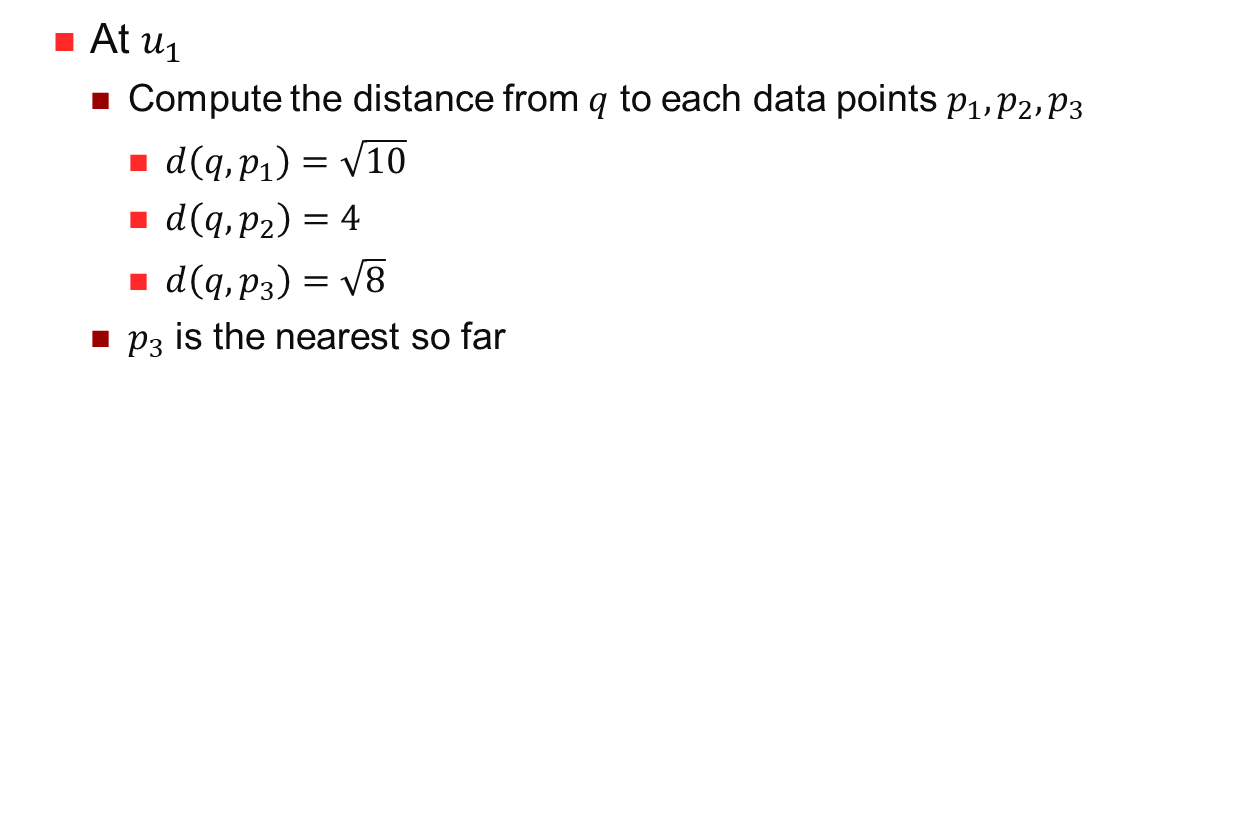 At 𝑢₁
Compute the distance from 𝑞 to each data points 𝑝₁, 𝑝₂, 𝑝₃
𝑑(𝑞, 𝑝₁) = √10
𝑑(𝑞, 𝑝₂) = 4
𝑑(𝑞, 𝑝₃) = √8
𝑝₃ is the nearest so far